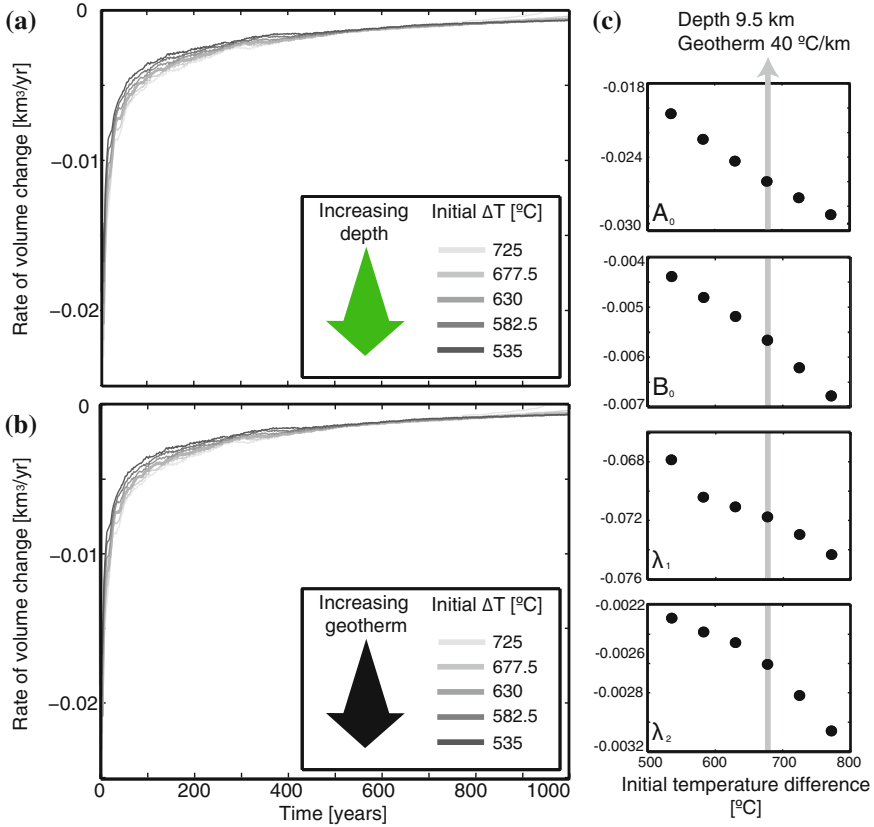 (a)
0
−0.01
−0.02
Rate of volume change [km³/yr]
Increasing depth
Initial ΔT [ºC]
725
677.5
630
582.5
535
(b)
0
−0.01
−0.02
Rate of volume change [km³/yr]
Increasing geotherm
Initial ΔT [ºC]
725
677.5
630
582.5
535
0 200 400 600 800 1000
Time [years]
(c)
Depth 9.5 km
Geotherm 40 ºC/km
-0.018
-0.024
-0.030
A₀
-0.004
-0.005
-0.006
-0.007
B₀
-0.068
-0.072
-0.076
λ₁
-0.0022
-0.0026
-0.0028
-0.0032
λ₂
500 600 700 800
Initial temperature difference
[ºC]